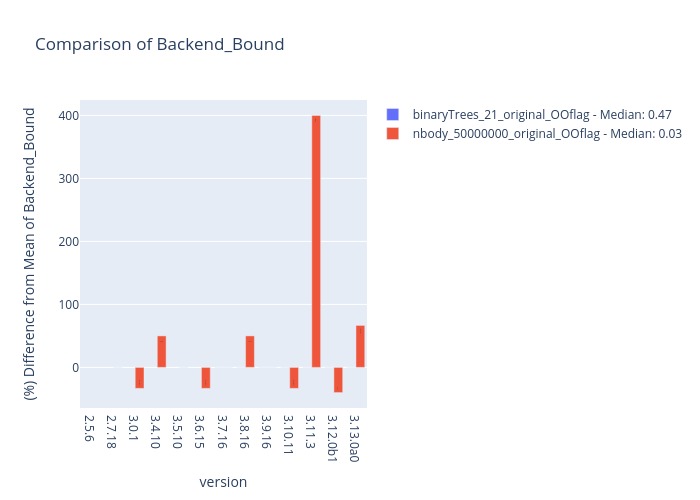 Comparison of Backend_Bound
binaryTrees_21_original_OOflag - Median: 0.47
nbody_50000000_original_OOflag - Median: 0.03
(%) Difference from Mean of Backend_Bound
400
300
200
100
0
2.5.6
2.7.18
3.0.1
3.4.10
3.5.10
3.6.15
3.7.16
3.8.16
3.9.16
3.10.11
3.11.3
3.12.0b1
3.13.0a0
version